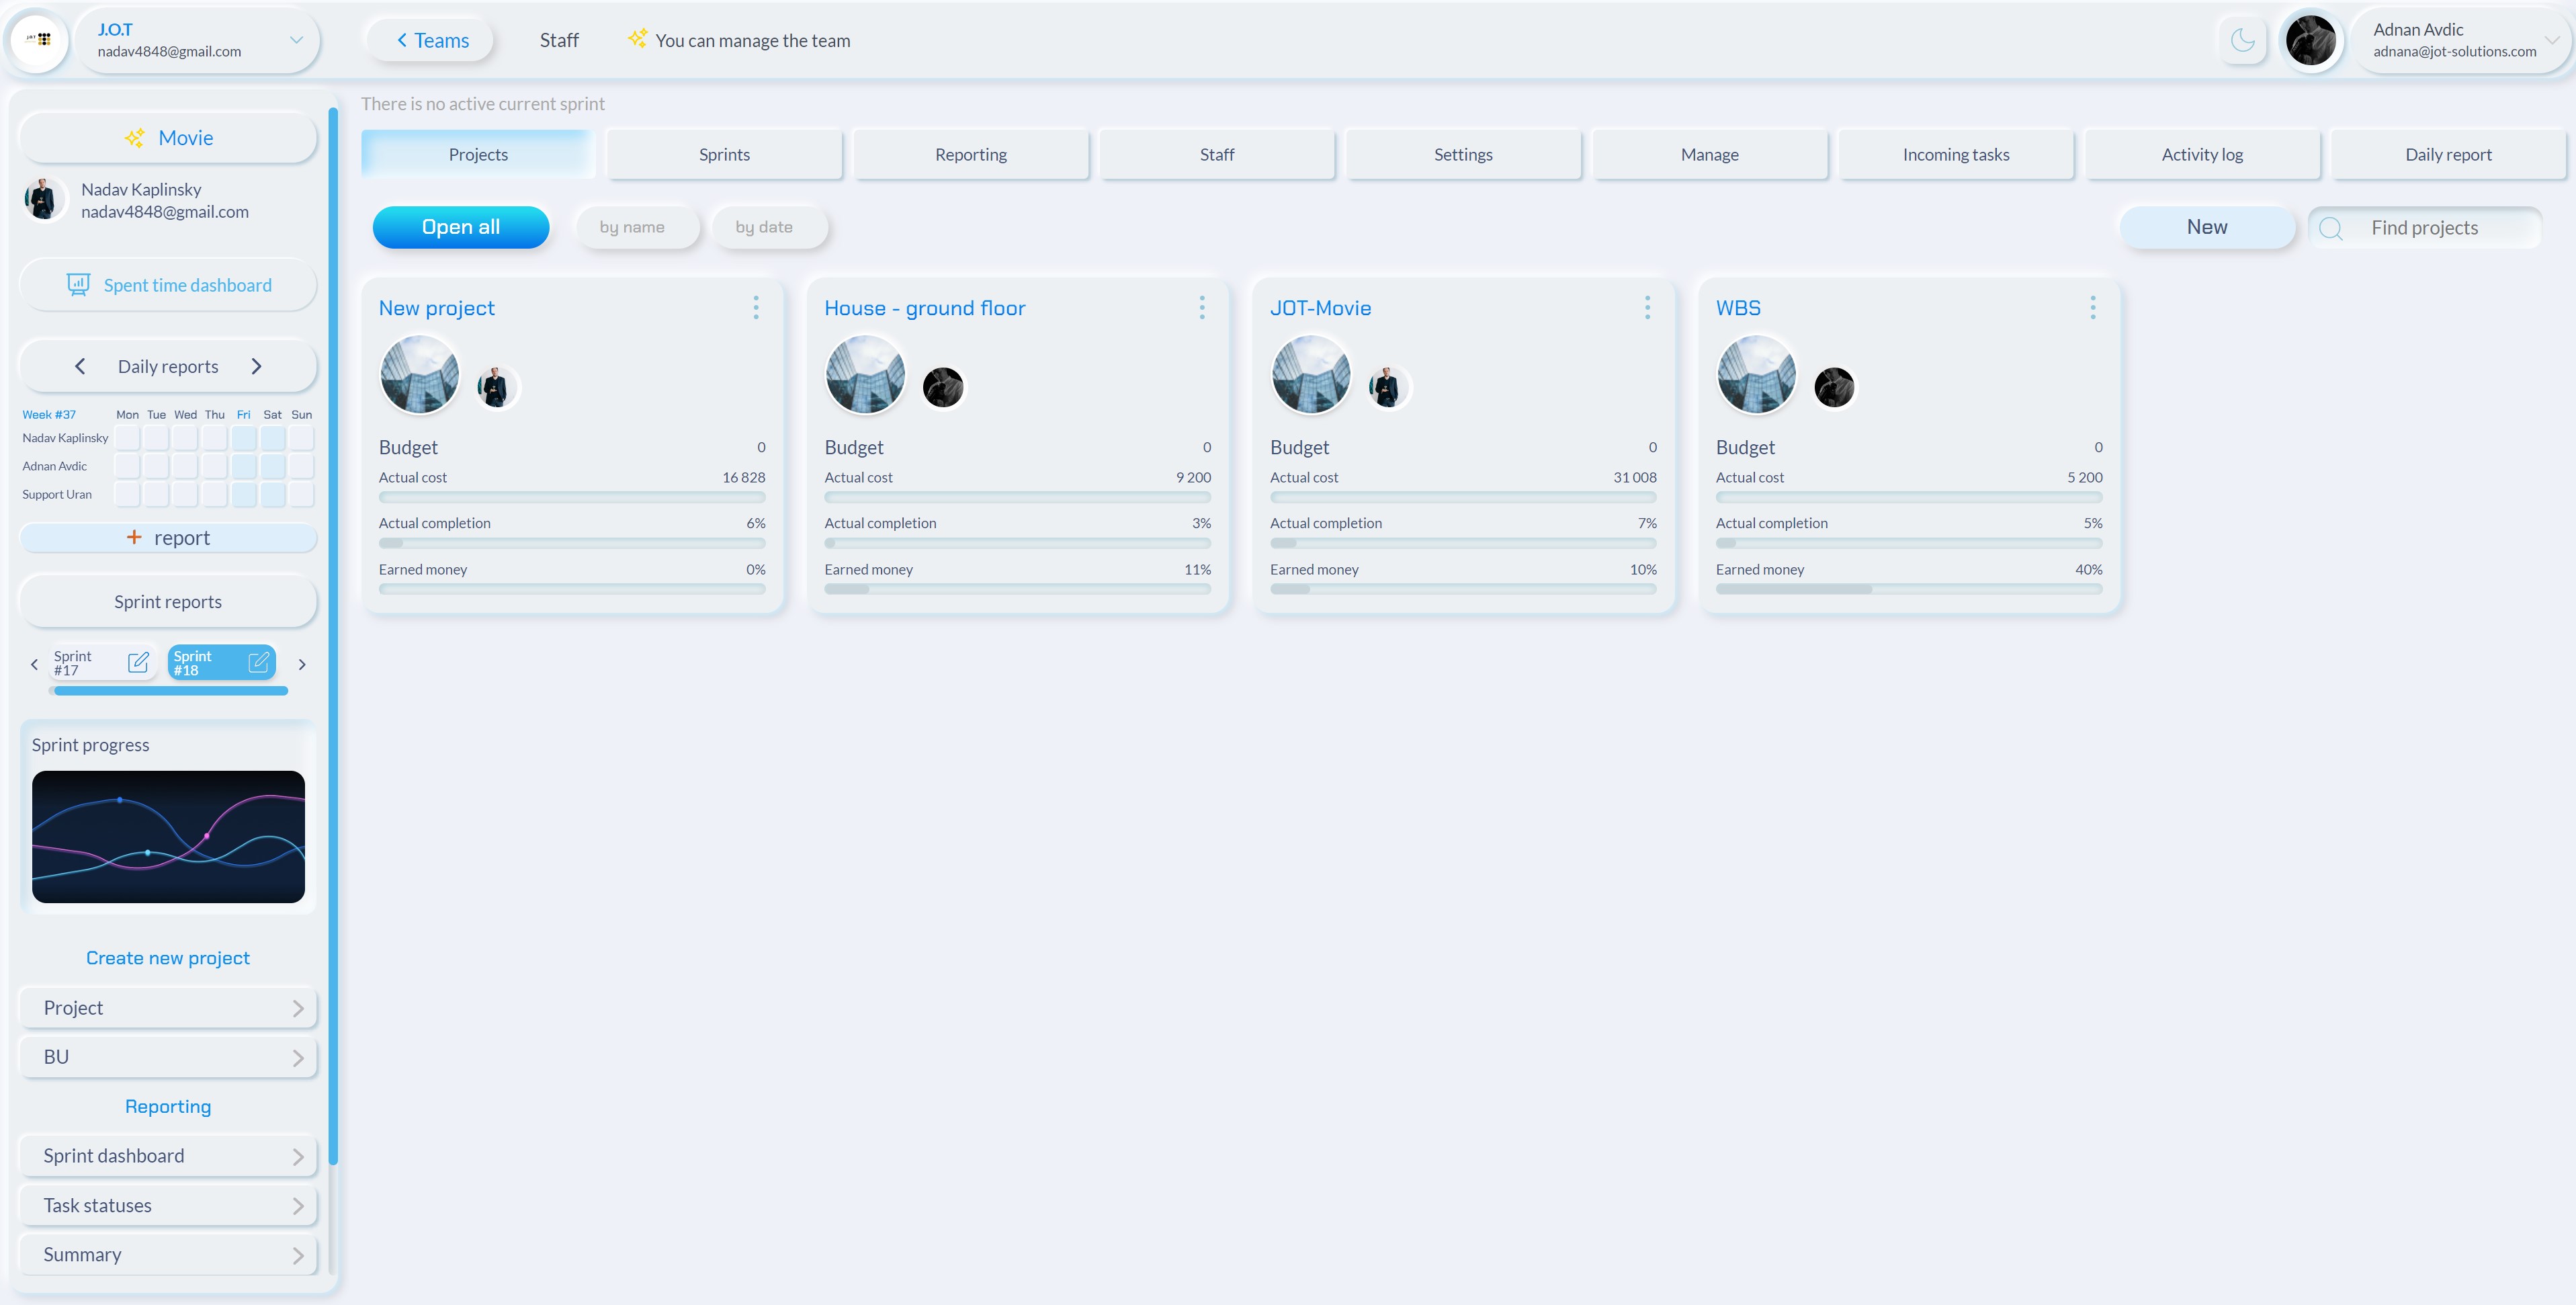 J.O.T
J.O.T
nadav4848@gmail.com
Teams
Staff
You can manage the team
Adnan Avdic
adnana@jot-solutions.com
Movie
Nadav Kaplinsky
nadav4848@gmail.com
Spent time dashboard
Daily reports
Week #37 Mon Tue Wed Thu Fri Sat Sun
Nadav Kaplinsky
Adnan Avdic
Support Uran
+ report
Sprint reports
Sprint
#17
Sprint
#18
Sprint progress
Create new project
Project
BU
Reporting
Sprint dashboard
Task statuses
Summary
There is no active current sprint
Projects
Sprints
Reporting
Staff
Settings
Manage
Incoming tasks
Activity log
Daily report
Open all
by name
by date
New
Find projects
New project
Budget 0
Actual cost 16 828
Actual completion 6%
Earned money 0%
House - ground floor
Budget 0
Actual cost 9 200
Actual completion 3%
Earned money 11%
JOT-Movie
Budget 0
Actual cost 31 008
Actual completion 7%
Earned money 10%
WBS
Budget 0
Actual cost 5 200
Actual completion 5%
Earned money 40%